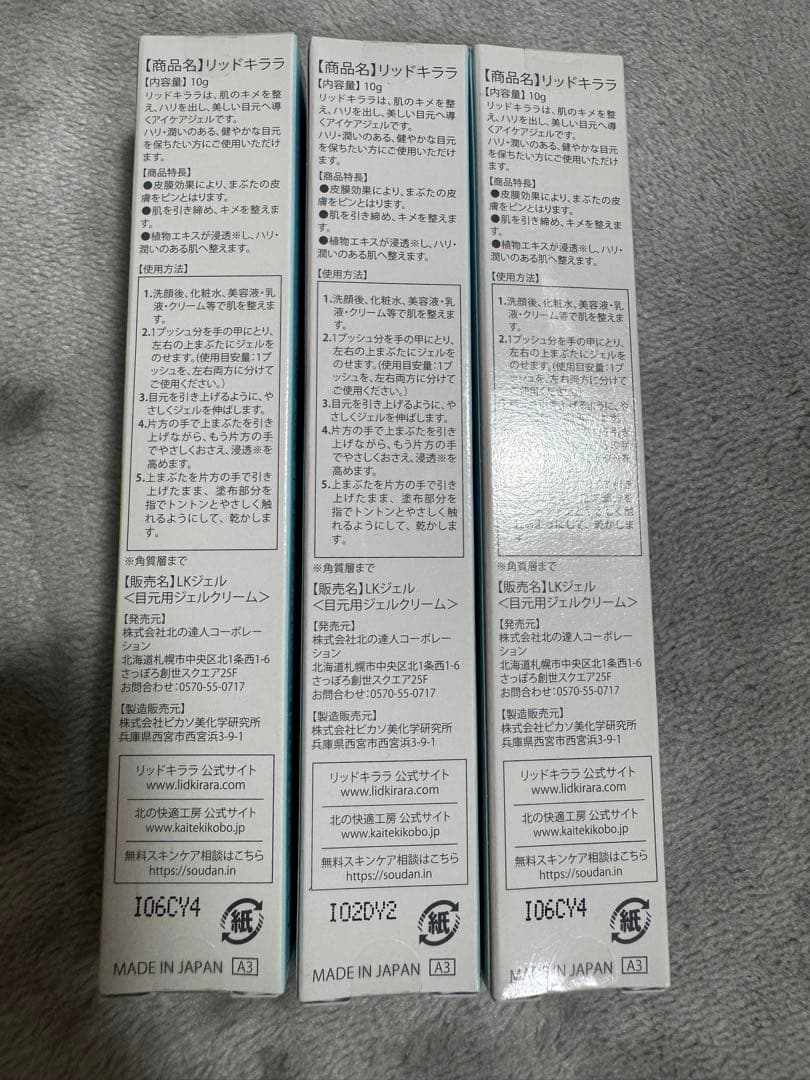 【商品名】リッドキララ
【内容量】10g
リッドキララは、肌のキメを整
え、ハリを出し、美しい目元へ導
くアイケアジェルです。
ハリ・潤いのある、健やかな目元
を保ちたい方にご使用いただけ
ます。
【商品特長】
●皮膜効果により、まぶたの皮
膚をピンとはります。
●肌を引き締め、キメを整えま
す。
●植物エキスが浸透※し、ハリ・
潤いのある肌へ整えます。
【使用方法】
1.洗顔後、化粧水、美容液・乳
液・クリーム等で肌を整えま
す。
2.1プッシュ分を手の甲にとり、
左右の上まぶたにジェルを
のせます。(使用目安量:1プ
ッシュを、左右両方に分けて
ご使用ください。)
3.目元を引き上げるように、や
さしくジェルを伸ばします。
4.片方の手で上まぶたを引き
上げながら、もう片方の手
でやさしくおさえ、浸透※を
高めます。
5.上まぶたを片方の手で引き
上げたまま、塗布部分を
指でトントンとやさしく触
れるようにして、乾かしま
す。
※角質層まで
【販売名】LKジェル
<目元用ジェルクリーム>
【発売元】
株式会社北の達人コーポレー
ション
北海道札幌市中央区北1条西1-6
さっぽろ創世スクエア25F
お問合わせ:0570-55-0717
【製造販売元】
株式会社ピカソ美化学研究所
兵庫県西宮市西宮浜3-9-1
リッドキララ 公式サイト
www.lidkirara.com
北の快適工房 公式サイト
www.kaitekikobo.jp
無料スキンケア相談はこちら
https://soudan.in
I06CY4
紙
MADE IN JAPAN A3
【商品名】リッドキララ
【内容量】10g
リッドキララは、肌のキメを整
え、ハリを出し、美しい目元へ導
くアイケアジェルです。
ハリ・潤いのある、健やかな目元
を保ちたい方にご使用いただけ
ます。
【商品特長】
●皮膜効果により、まぶたの皮
膚をピンとはります。
●肌を引き締め、キメを整えま
す。
●植物エキスが浸透※し、ハリ・
潤いのある肌へ整えます。
【使用方法】
1.洗顔後、化粧水、美容液・乳
液・クリーム等で肌を整えま
す。
2.1プッシュ分を手の甲にとり、
左右の上まぶたにジェルを
のせます。(使用目安量:1プ
ッシュを、左右両方に分けて
ご使用ください。)
3.目元を引き上げるように、や
さしくジェルを伸ばします。
4.片方の手で上まぶたを引き
上げながら、もう片方の手
でやさしくおさえ、浸透※を
高めます。
5.上まぶたを片方の手で引き
上げたまま、塗布部分を
指でトントンとやさしく触
れるようにして、乾かしま
す。
※角質層まで
【販売名】LKジェル
<目元用ジェルクリーム>
【発売元】
株式会社北の達人コーポレー
ション
北海道札幌市中央区北1条西1-6
さっぽろ創世スクエア25F
お問合わせ:0570-55-0717
【製造販売元】
株式会社ピカソ美化学研究所
兵庫県西宮市西宮浜3-9-1
リッドキララ 公式サイト
www.lidkirara.com
北の快適工房 公式サイト
www.kaitekikobo.jp
無料スキンケア相談はこちら
https://soudan.in
I02DY2
紙
MADE IN JAPAN A3
【商品名】リッドキララ
【内容量】10g
リッドキララは、肌のキメを整
え、ハリを出し、美しい目元へ導
くアイケアジェルです。
ハリ・潤いのある、健やかな目元
を保ちたい方にご使用いただけ
ます。
【商品特長】
●皮膜効果により、まぶたの皮
膚をピンとはります。
●肌を引き締め、キメを整えま
す。
●植物エキスが浸透※し、ハリ・
潤いのある肌へ整えます。
【使用方法】
1.洗顔後、化粧水、美容液・乳
液・クリーム等で肌を整えま
す。
2.1プッシュ分を手の甲にとり、
左右の上まぶたにジェルを
のせます。(使用目安量:1プ
ッシュを、左右両方に分けて
るように、や
引き
しく触
乾かしま
す。
※角質層まで
【販売名】LKジェル
<目元用ジェルクリーム>
【発売元】
株式会社北の達人コーポレー
ション
北海道札幌市中央区北1条西1-6
さっぽろ創世スクエア25F
お問合わせ:0570-55-0717
【製造販売元】
株式会社ピカソ美化学研究所
兵庫県西宮市西宮浜3-9-1
リッドキララ 公式サイト
www.lidkirara.com
北の快適工房 公式サイト
www.kaitekikobo.jp
無料スキンケア相談はこちら
https://soudan.in
I06CY4
紙
MADE IN JAPAN A3